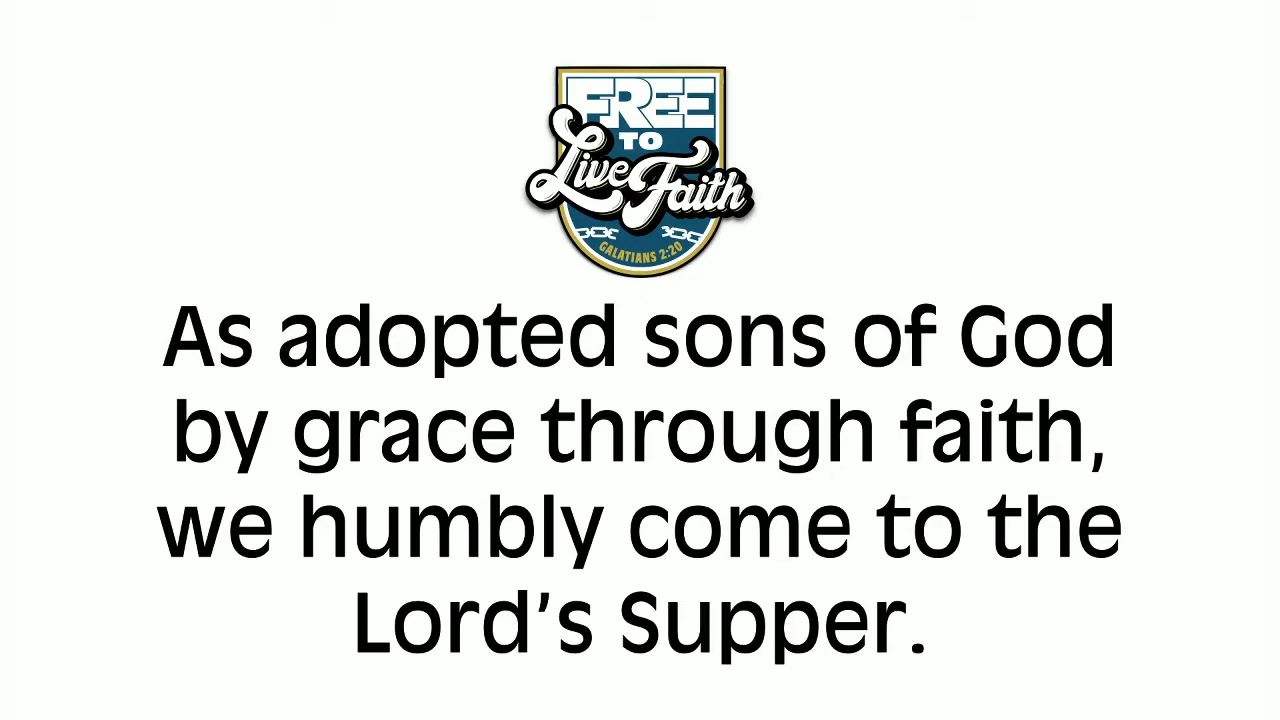 FREE
TO
Live Faith
GALATIANS 2:20
As adopted sons of God
by grace through faith,
we humbly come to the
Lord’s Supper.